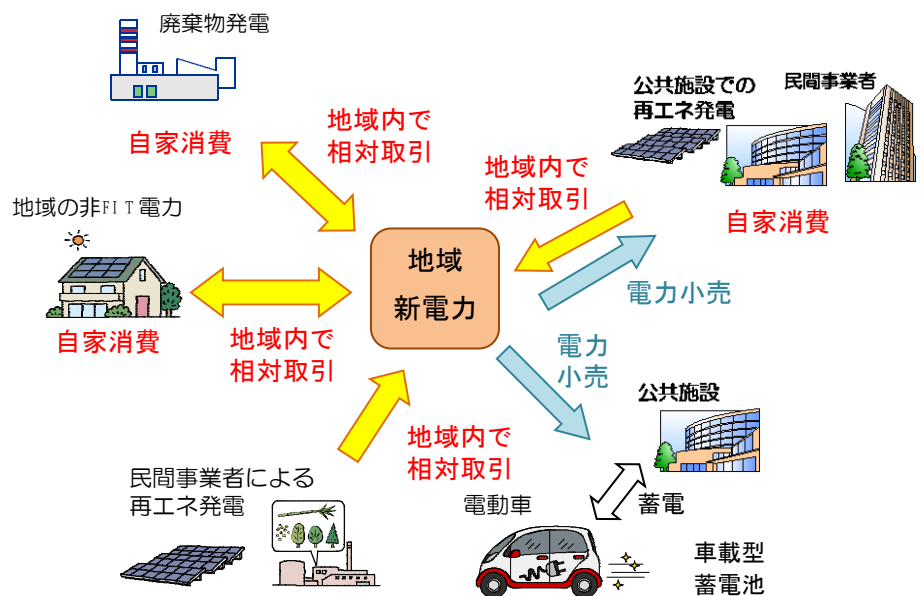 廃棄物発電
自家消費
地域内で
相対取引
公共施設での
再エネ発電
民間事業者
地域内で
相対取引
自家消費
地域の非FIT電力
自家消費
地域内で
相対取引
地域
新電力
電力小売
電力
小売
公共施設
地域内で
相対取引
民間事業者による
再エネ発電
電動車
蓄電
車載型
蓄電池